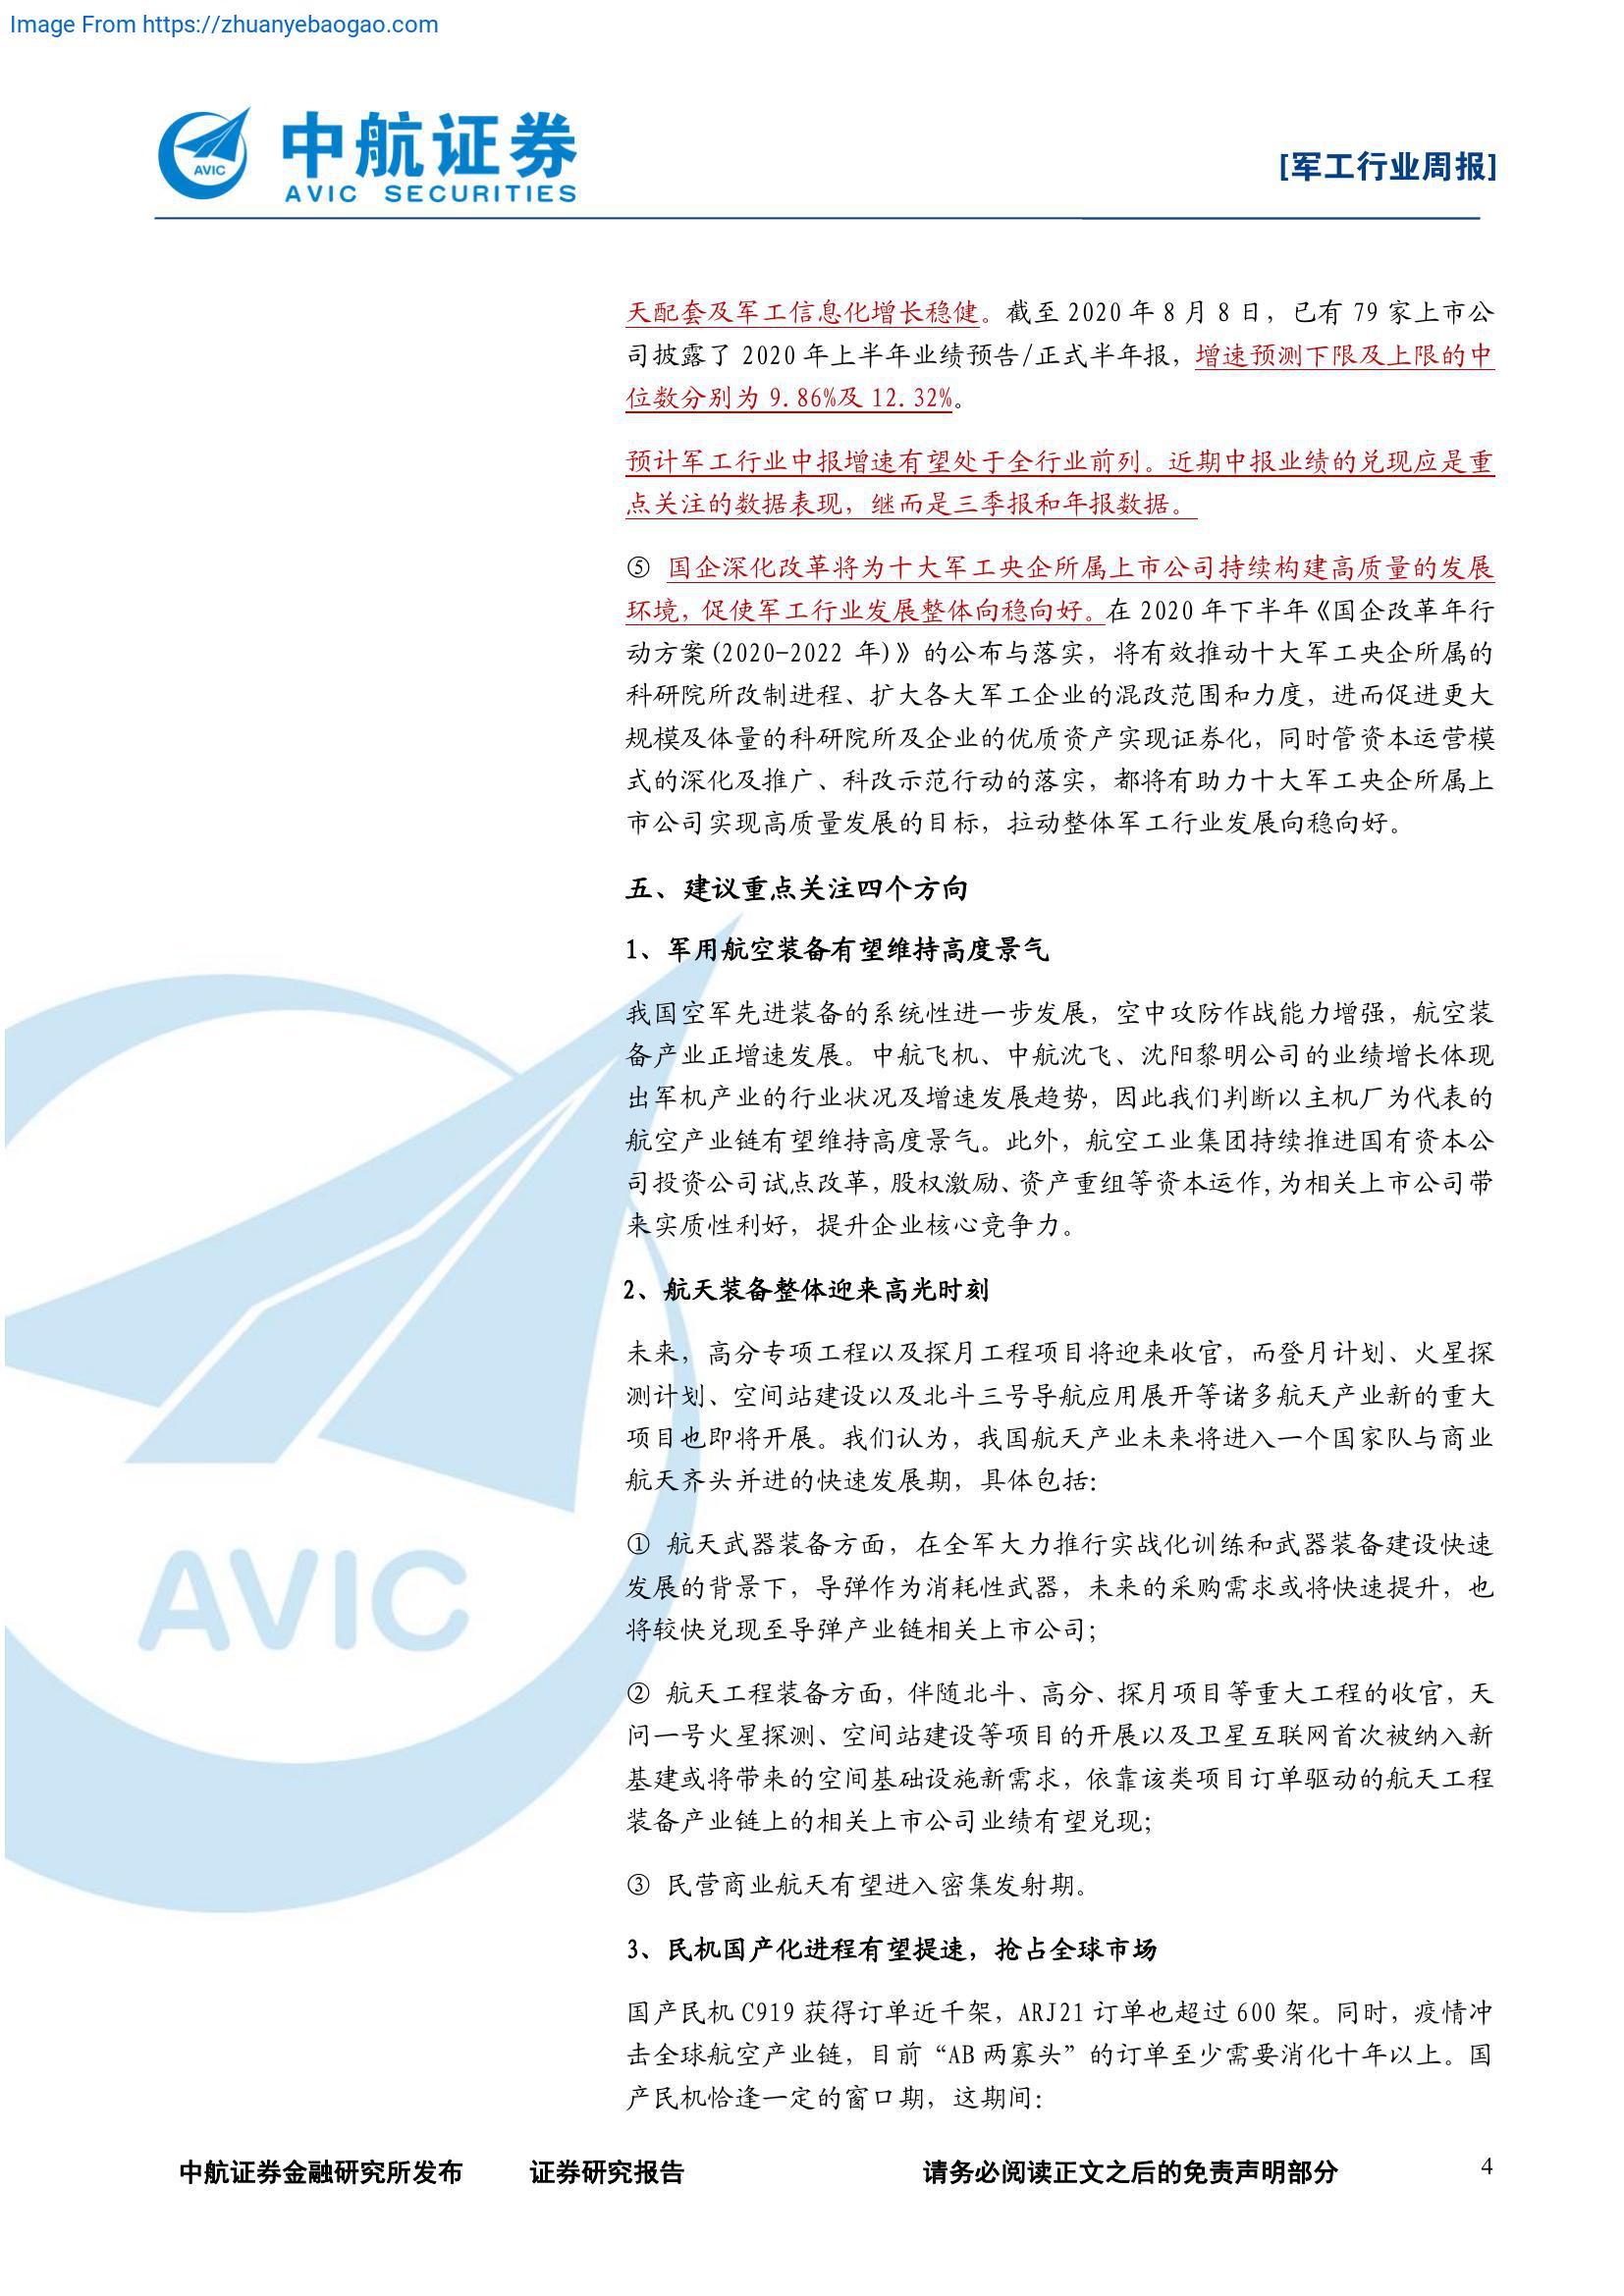 Image From https://zhuanyebaogao.com
AVIC
中航证券
AVIC SECURITIES
[军工行业周报]
天配套及军工信息化增长稳健。截至 2020 年 8 月 8 日，已有 79 家上市公
司披露了 2020 年上半年业绩预告/正式半年报，增速预测下限及上限的中
位数分别为 9.86%及 12.32%。
预计军工行业中报增速有望处于全行业前列。近期中报业绩的兑现应是重
点关注的数据表现，继而是三季报和年报数据。
⑤ 国企深化改革将为十大军工央企所属上市公司持续构建高质量的发展
环境，促使军工行业发展整体向稳向好。在 2020 年下半年《国企改革年行
动方案(2020-2022 年)》的公布与落实，将有效推动十大军工央企所属的
科研院所改制进程、扩大各大军工企业的混改范围和力度，进而促进更大
规模及体量的科研院所及企业的优质资产实现证券化，同时管资本运营模
式的深化及推广、科改示范行动的落实，都将有助力十大军工央企所属上
市公司实现高质量发展的目标，拉动整体军工行业发展向稳向好。
五、建议重点关注四个方向
1、军用航空装备有望维持高度景气
我国空军先进装备的系统性进一步发展，空中攻防作战能力增强，航空装
备产业正增速发展。中航飞机、中航沈飞、沈阳黎明公司的业绩增长体现
出军机产业的行业状况及增速发展趋势，因此我们判断以主机厂为代表的
航空产业链有望维持高度景气。此外，航空工业集团持续推进国有资本公
司投资公司试点改革，股权激励、资产重组等资本运作，为相关上市公司带
来实质性利好，提升企业核心竞争力。
2、航天装备整体迎来高光时刻
未来，高分专项工程以及探月工程项目将迎来收官，而登月计划、火星探
测计划、空间站建设以及北斗三号导航应用展开等诸多航天产业新的重大
项目也即将开展。我们认为，我国航天产业未来将进入一个国家队与商业
航天齐头并进的快速发展期，具体包括：
① 航天武器装备方面，在全军大力推行实战化训练和武器装备建设快速
发展的背景下，导弹作为消耗性武器，未来的采购需求或将快速提升，也
将较快兑现至导弹产业链相关上市公司；
② 航天工程装备方面，伴随北斗、高分、探月项目等重大工程的收官，天
问一号火星探测、空间站建设等项目的开展以及卫星互联网首次被纳入新
基建或将带来的空间基础设施新需求，依靠该类项目订单驱动的航天工程
装备产业链上的相关上市公司业绩有望兑现；
③ 民营商业航天有望进入密集发射期。
3、民机国产化进程有望提速，抢占全球市场
国产民机 C919 获得订单近千架，ARJ21 订单也超过 600 架。同时，疫情冲
击全球航空产业链，目前“AB 两寡头”的订单至少需要消化十年以上。国
产民机恰逢一定的窗口期，这期间：
AVIC
中航证券金融研究所发布 证券研究报告 请务必阅读正文之后的免责声明部分 4